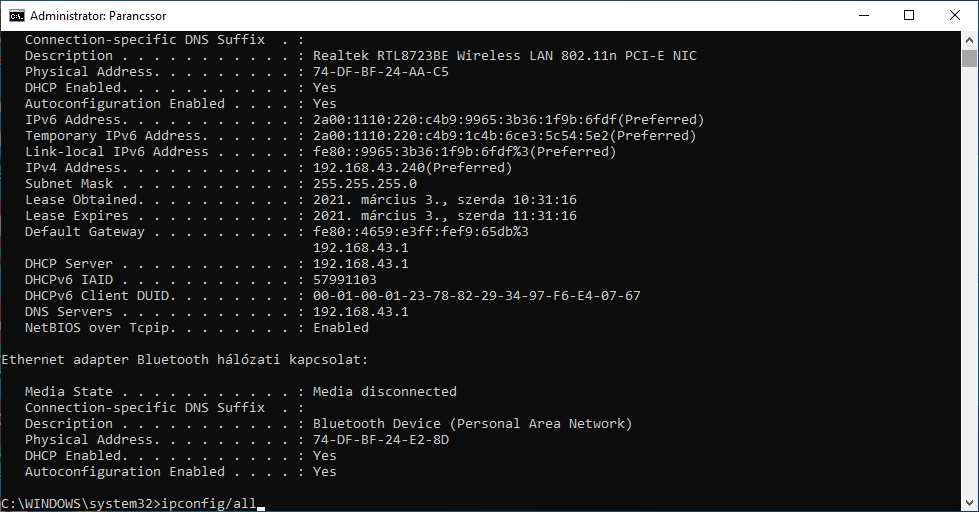 Administrator: Parancssor
Connection-specific DNS Suffix  . :
Description . . . . . . . . . . . : Realtek RTL8723BE Wireless LAN 802.11n PCI-E NIC
Physical Address. . . . . . . . . : 74-DF-BF-24-AA-C5
DHCP Enabled. . . . . . . . . . . : Yes
Autoconfiguration Enabled . . . . : Yes
IPv6 Address. . . . . . . . . . . : 2a00:1110:220:c4b9:9965:3b36:1f9b:6fdf(Preferred)
Temporary IPv6 Address. . . . . . : 2a00:1110:220:c4b9:1c4b:6ce3:5c54:5e2(Preferred)
Link-local IPv6 Address . . . . . : fe80::9965:3b36:1f9b:6fdf%3(Preferred)
IPv4 Address. . . . . . . . . . . : 192.168.43.240(Preferred)
Subnet Mask . . . . . . . . . . . : 255.255.255.0
Lease Obtained. . . . . . . . . . : 2021. március 3., szerda 10:31:16
Lease Expires . . . . . . . . . . : 2021. március 3., szerda 11:31:16
Default Gateway . . . . . . . . . : fe80::4659:e3ff:fef9:65db%3
192.168.43.1
DHCP Server . . . . . . . . . . . : 192.168.43.1
DHCPv6 IAID . . . . . . . . . . . : 57991103
DHCPv6 Client DUID. . . . . . . . : 00-01-00-01-23-78-82-29-34-97-F6-E4-07-67
DNS Servers . . . . . . . . . . . : 192.168.43.1
NetBIOS over Tcpip. . . . . . . . : Enabled
Ethernet adapter Bluetooth hálózati kapcsolat:
Media State . . . . . . . . . . . : Media disconnected
Connection-specific DNS Suffix  . :
Description . . . . . . . . . . . : Bluetooth Device (Personal Area Network)
Physical Address. . . . . . . . . : 74-DF-BF-24-E2-8D
DHCP Enabled. . . . . . . . . . . : Yes
Autoconfiguration Enabled . . . . : Yes
C:\WINDOWS\system32>ipconfig/all